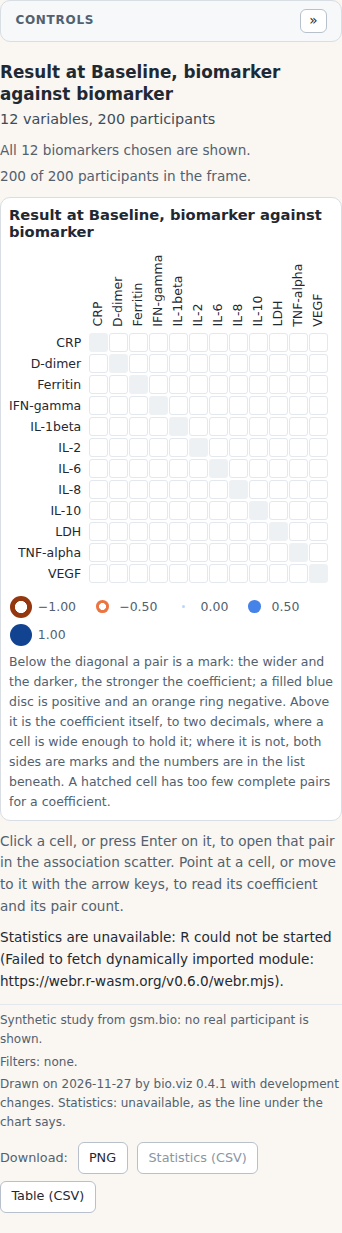 CONTROLS »
Result at Baseline, biomarker
against biomarker
12 variables, 200 participants
All 12 biomarkers chosen are shown.
200 of 200 participants in the frame.
Result at Baseline, biomarker against
biomarker
CRP D-dimer Ferritin IFN-gamma IL-1beta IL-2 IL-6 IL-8 IL-10 LDH TNF-alpha VEGF
CRP
D-dimer
Ferritin
IFN-gamma
IL-1beta
IL-2
IL-6
IL-8
IL-10
LDH
TNF-alpha
VEGF
−1.00 −0.50 0.00 0.50
1.00
Below the diagonal a pair is a mark: the wider and
the darker, the stronger the coefficient; a filled blue
disc is positive and an orange ring negative. Above
it is the coefficient itself, to two decimals, where a
cell is wide enough to hold it; where it is not, both
sides are marks and the numbers are in the list
beneath. A hatched cell has too few complete pairs
for a coefficient.
Click a cell, or press Enter on it, to open that pair
in the association scatter. Point at a cell, or move
to it with the arrow keys, to read its coefficient
and its pair count.
Statistics are unavailable: R could not be started
(Failed to fetch dynamically imported module:
https://webr.r-wasm.org/v0.6.0/webr.mjs).
Synthetic study from gsm.bio: no real participant is
shown.
Filters: none.
Drawn on 2026-11-27 by bio.viz 0.4.1 with development
changes. Statistics: unavailable, as the line under the
chart says.
Download: PNG Statistics (CSV)
Table (CSV)